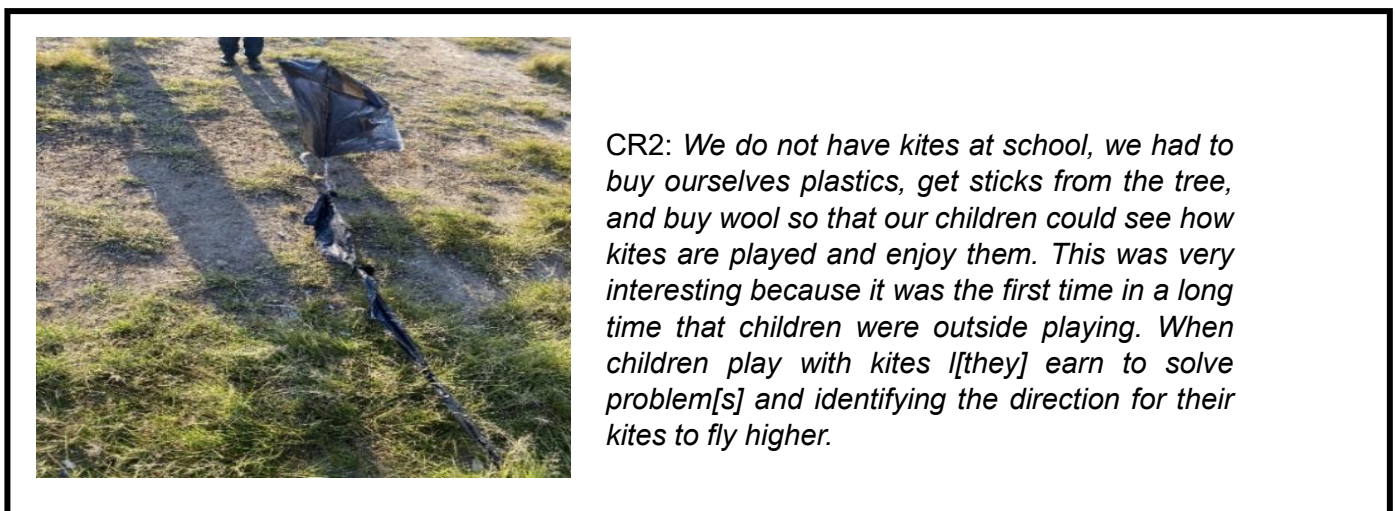 CR2: We do not have kites at school, we had to
buy ourselves plastics, get sticks from the tree,
and buy wool so that our children could see how
kites are played and enjoy them. This was very
interesting because it was the first time in a long
time that children were outside playing. When
children play with kites l[they] earn to solve
problem[s] and identifying the direction for their
kites to fly higher.